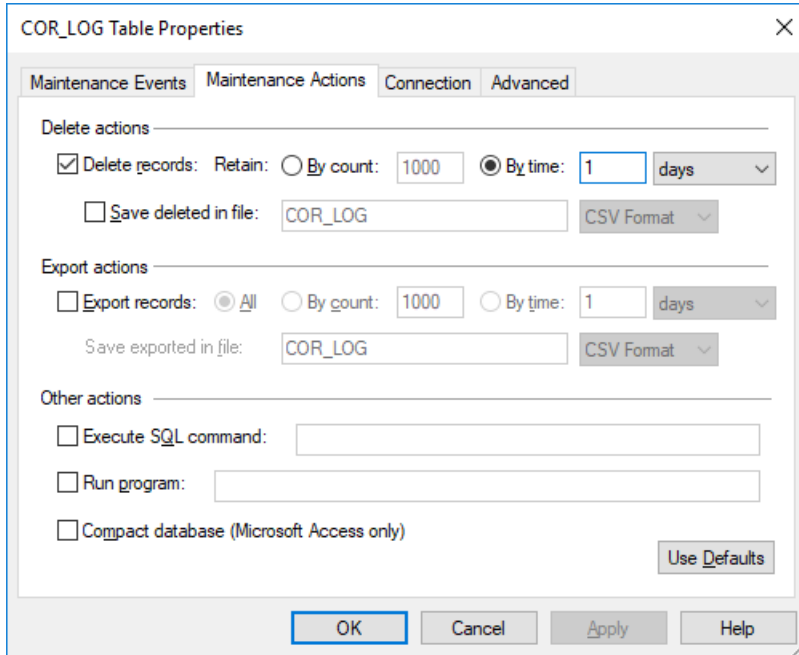 COR_LOG Table Properties
Maintenance Events Maintenance Actions Connection Advanced
Delete actions
Delete records: Retain: By count: 1000 By time: 1 days
Save deleted in file: COR_LOG CSV Format
Export actions
Export records: All By count: 1000 By time: 1 days
Save exported in file: COR_LOG CSV Format
Other actions
Execute SQL command:
Run program:
Compact database (Microsoft Access only)
Use Defaults
OK Cancel Apply Help